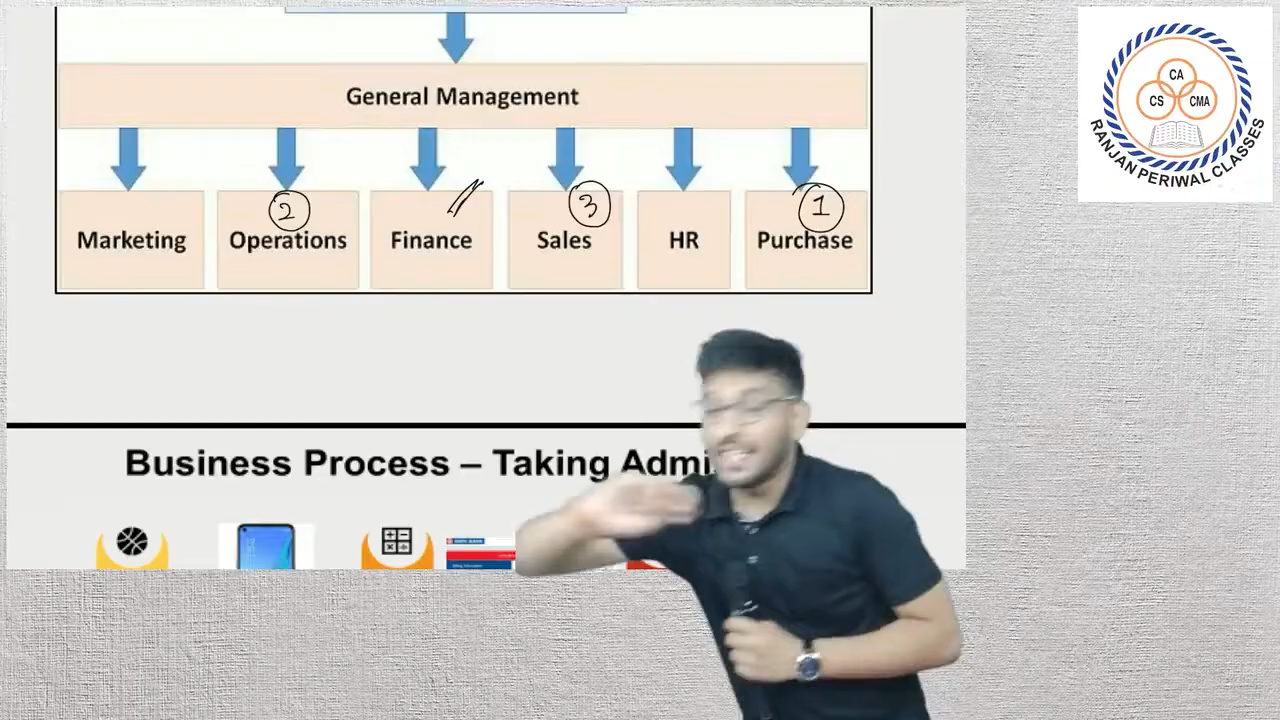 General Management
2
3
1
Marketing
Operations
Finance
Sales
HR
Purchase
Business Process – Taking Admi
CA
CS
CMA
RANJAN PERIWAL CLASSES